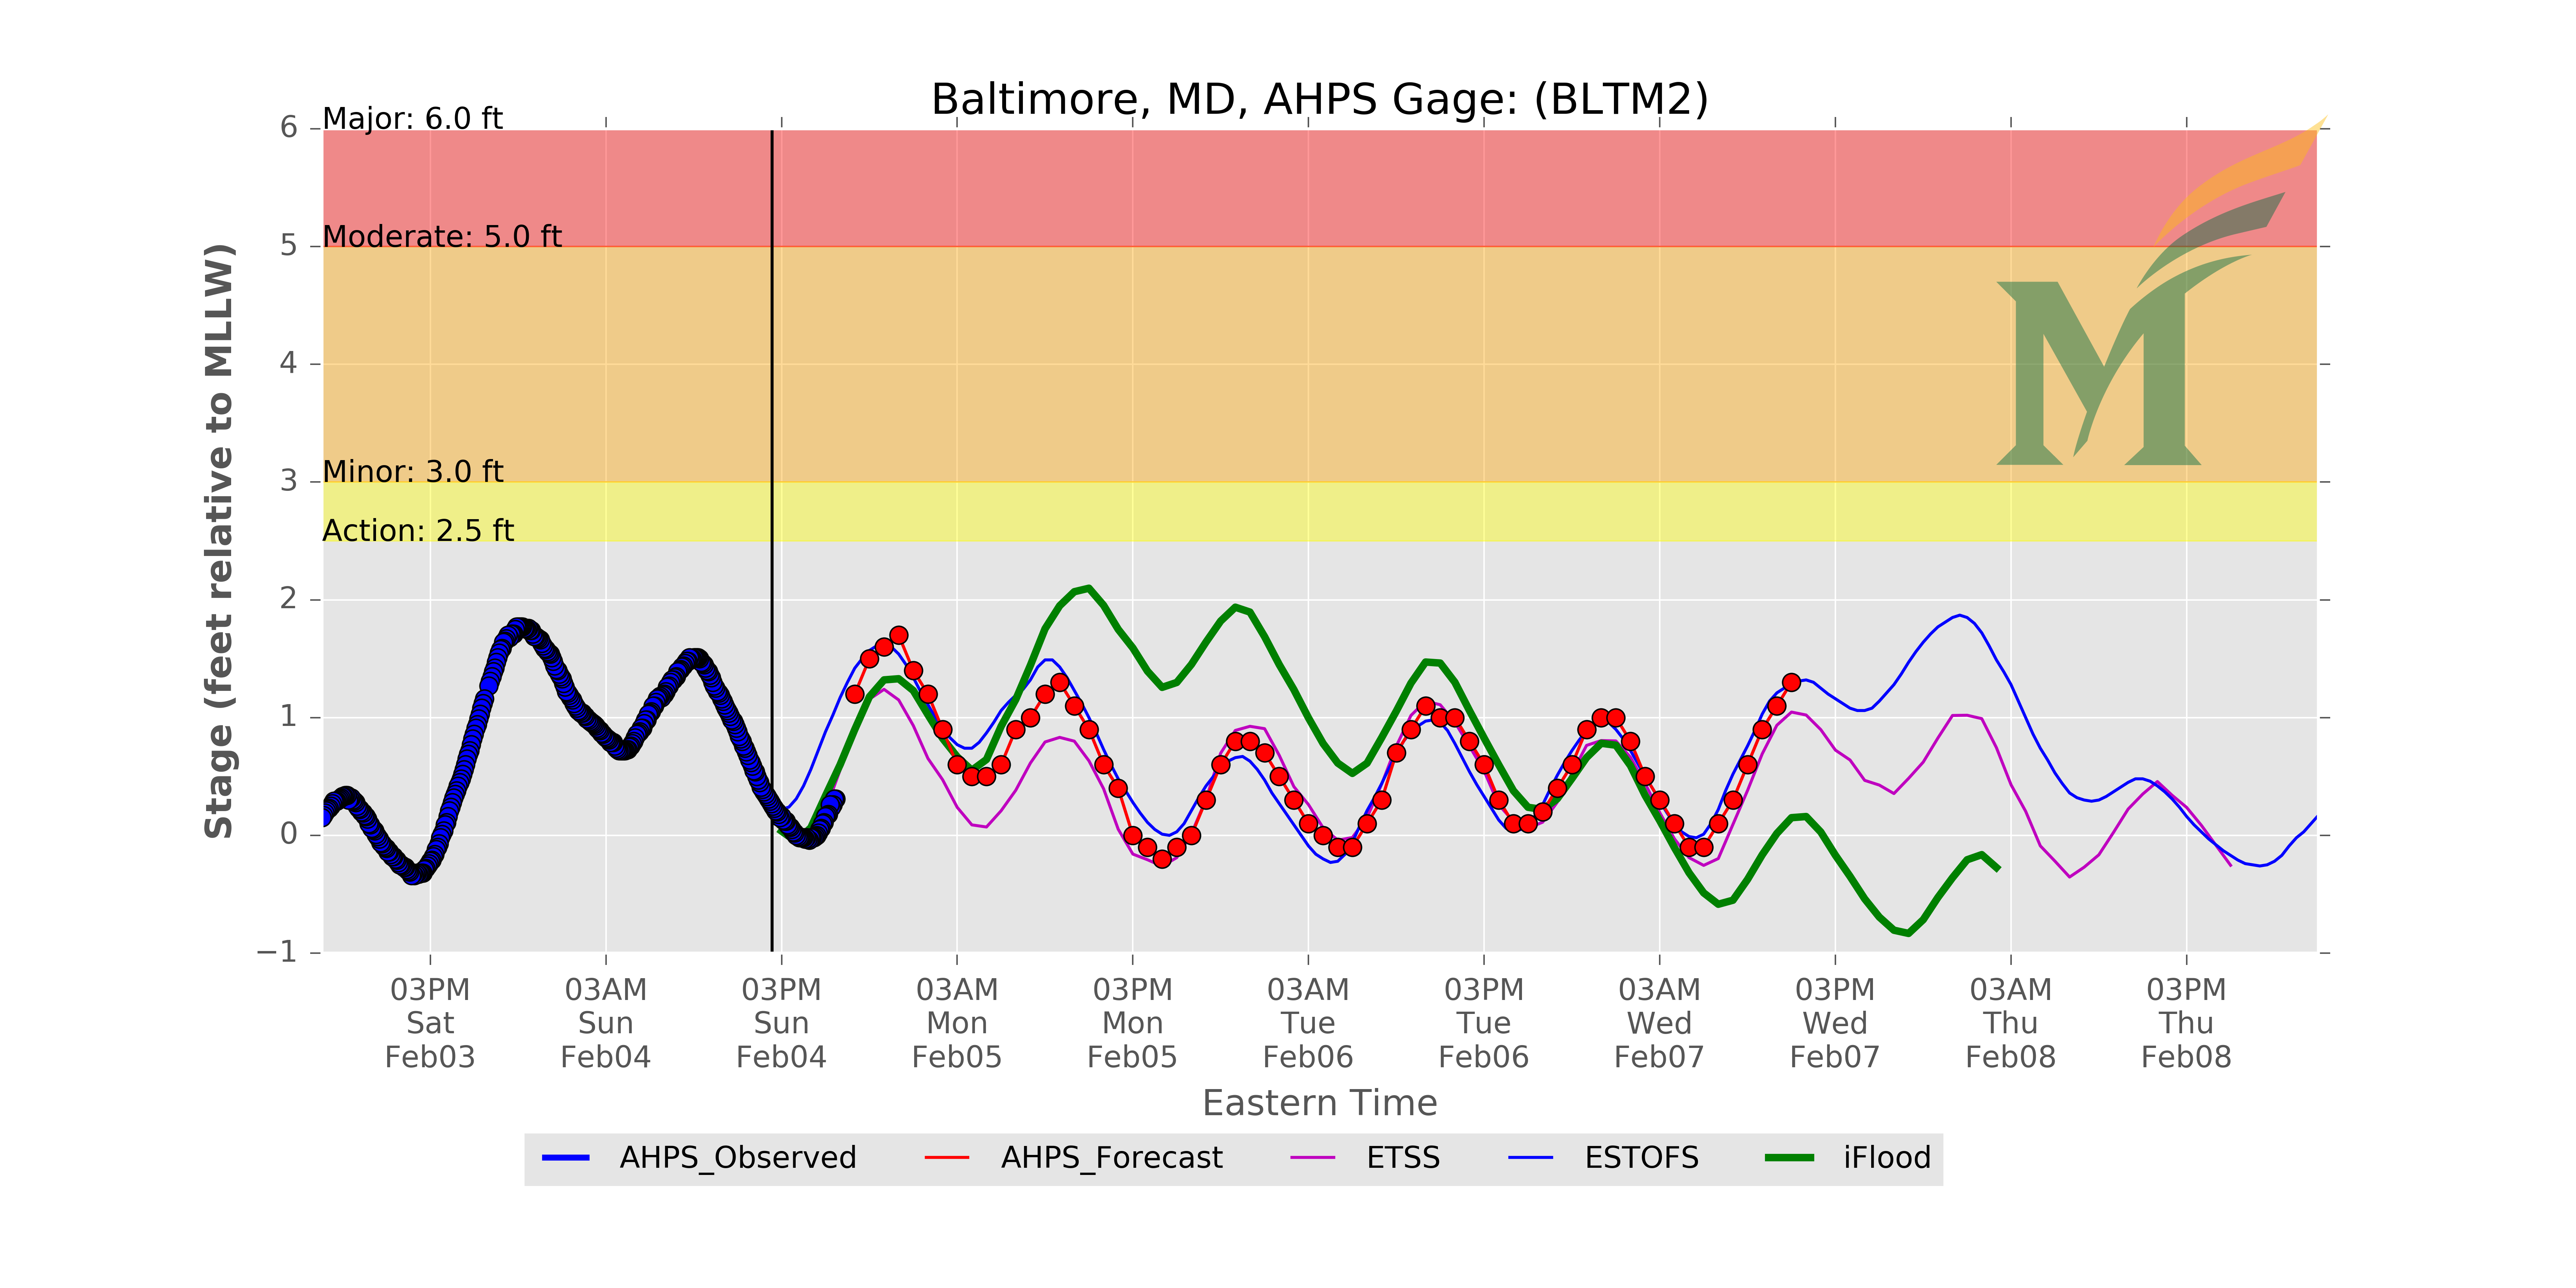 Baltimore, MD, AHPS Gage: (BLTM2)
Major: 6.0 ft
Moderate: 5.0 ft
Minor: 3.0 ft
Action: 2.5 ft
Stage (feet relative to MLLW)
6
5
4
3
2
1
0
−1
03PM
Sat
Feb03
03AM
Sun
Feb04
03PM
Sun
Feb04
03AM
Mon
Feb05
03PM
Mon
Feb05
03AM
Tue
Feb06
03PM
Tue
Feb06
03AM
Wed
Feb07
03PM
Wed
Feb07
03AM
Thu
Feb08
03PM
Thu
Feb08
Eastern Time
AHPS_Observed
AHPS_Forecast
ETSS
ESTOFS
iFlood
M